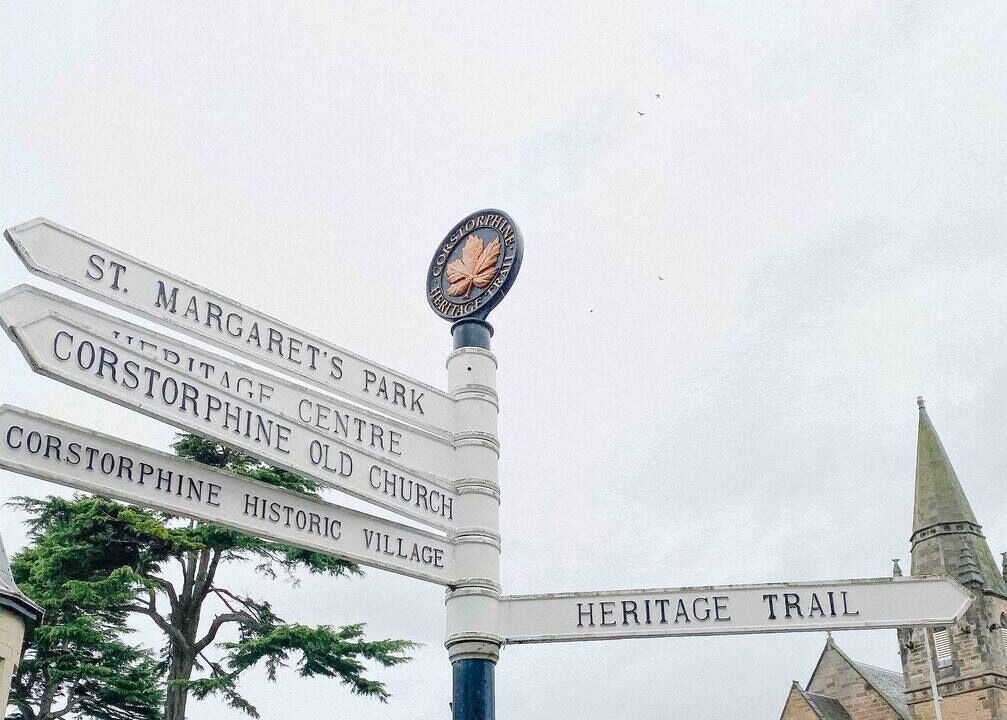 CORSTORPHINE
HERITAGE TRAIL
ST. MARGARET'S PARK
HERITAGE CENTRE
CORSTORPHINE OLD CHURCH
CORSTORPHINE HISTORIC VILLAGE
HERITAGE TRAIL